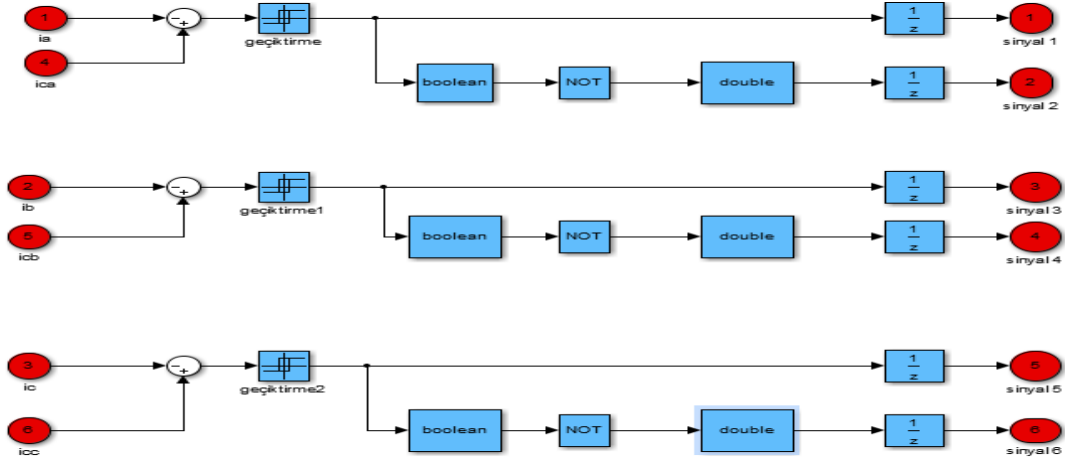 1
ia
4
ica
- +
geçiktirme
1/z
1
sinyal 1
boolean
NOT
double
1/z
2
sinyal 2
2
ib
5
icb
- +
geçiktirme1
1/z
3
sinyal 3
boolean
NOT
double
1/z
4
sinyal 4
3
ic
6
icc
- +
geçiktirme2
1/z
5
sinyal 5
boolean
NOT
double
1/z
6
sinyal 6